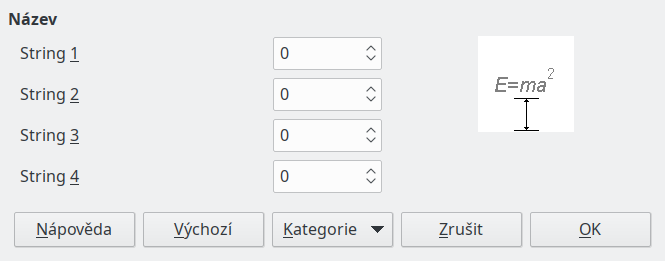 Název
String 1 0
String 2 0
String 3 0
String 4 0
E=ma²
Nápověda Výchozí Kategorie Zrušit OK